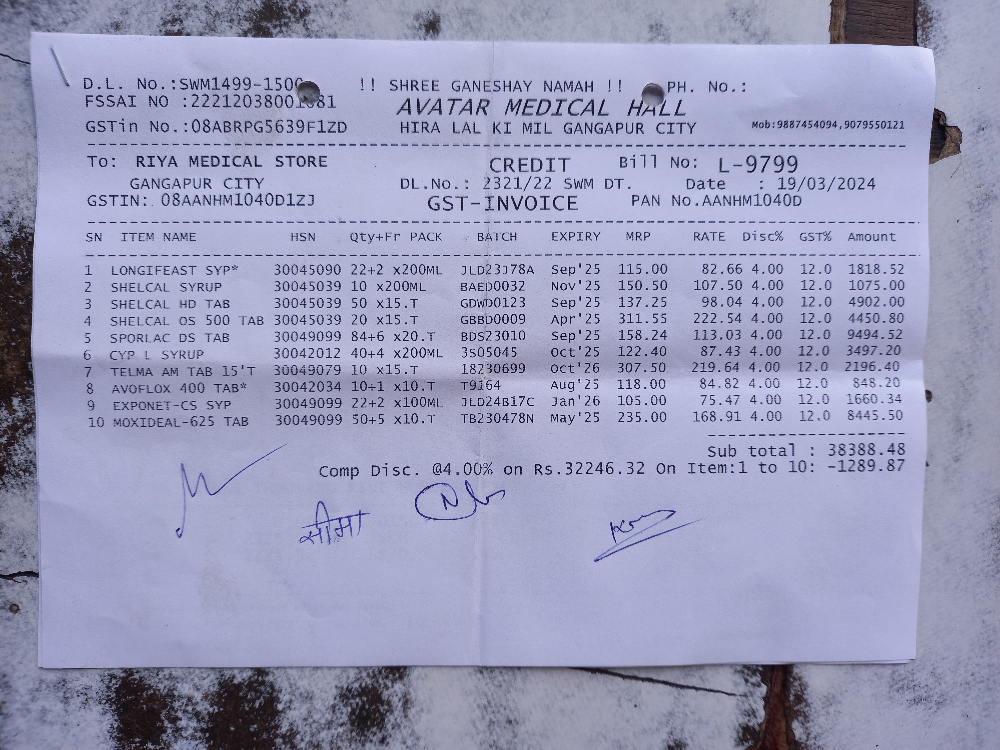 D.L. No.:SWM1499-1500 !! SHREE GANESHAY NAMAH !! PH. No.:
FSSAI NO :22212038001081 AVATAR MEDICAL HALL
GSTin No.:08ABRPG5639F1ZD HIRA LAL KI MIL GANGAPUR CITY Mob:9887454094,9079550121
To: RIYA MEDICAL STORE CREDIT Bill No: L-9799
GANGAPUR CITY DL.No.: 2321/22 SWM DT. Date : 19/03/2024
GSTIN: 08AANHM1040D1ZJ GST-INVOICE PAN No.AANHM1040D
SN ITEM NAME HSN Qty+Fr PACK BATCH EXPIRY MRP RATE Disc% GST% Amount
1 LONGIFEAST SYP* 30045090 22+2 x200ML JLD23J78A Sep'25 115.00 82.66 4.00 12.0 1818.52
2 SHELCAL SYRUP 30045039 10 x200ML BAED0032 Nov'25 150.50 107.50 4.00 12.0 1075.00
3 SHELCAL HD TAB 30045039 50 x15.T GDWD0123 Sep'25 137.25 98.04 4.00 12.0 4902.00
4 SHELCAL OS 500 TAB 30045039 20 x15.T GBBD0009 Apr'25 311.55 222.54 4.00 12.0 4450.80
5 SPORLAC DS TAB 30049099 84+6 x20.T BDS23010 Sep'25 158.24 113.03 4.00 12.0 9494.52
6 CYP L SYRUP 30042012 40+4 x200ML 3S05045 Oct'25 122.40 87.43 4.00 12.0 3497.20
7 TELMA AM TAB 15'T 30049079 10 x15.T 18230699 Oct'26 307.50 219.64 4.00 12.0 2196.40
8 AVOFLOX 400 TAB* 30042034 10+1 x10.T T9164 Aug'25 118.00 84.82 4.00 12.0 848.20
9 EXPONET-CS SYP 30049099 22+2 x100ML JLD24B17C Jan'26 105.00 75.47 4.00 12.0 1660.34
10 MOXIDEAL-625 TAB 30049099 50+5 x10.T TB230478N May'25 235.00 168.91 4.00 12.0 8445.50
Sub total : 38388.48
Comp Disc. @4.00% on Rs.32246.32 On Item:1 to 10: -1289.87
सीमा